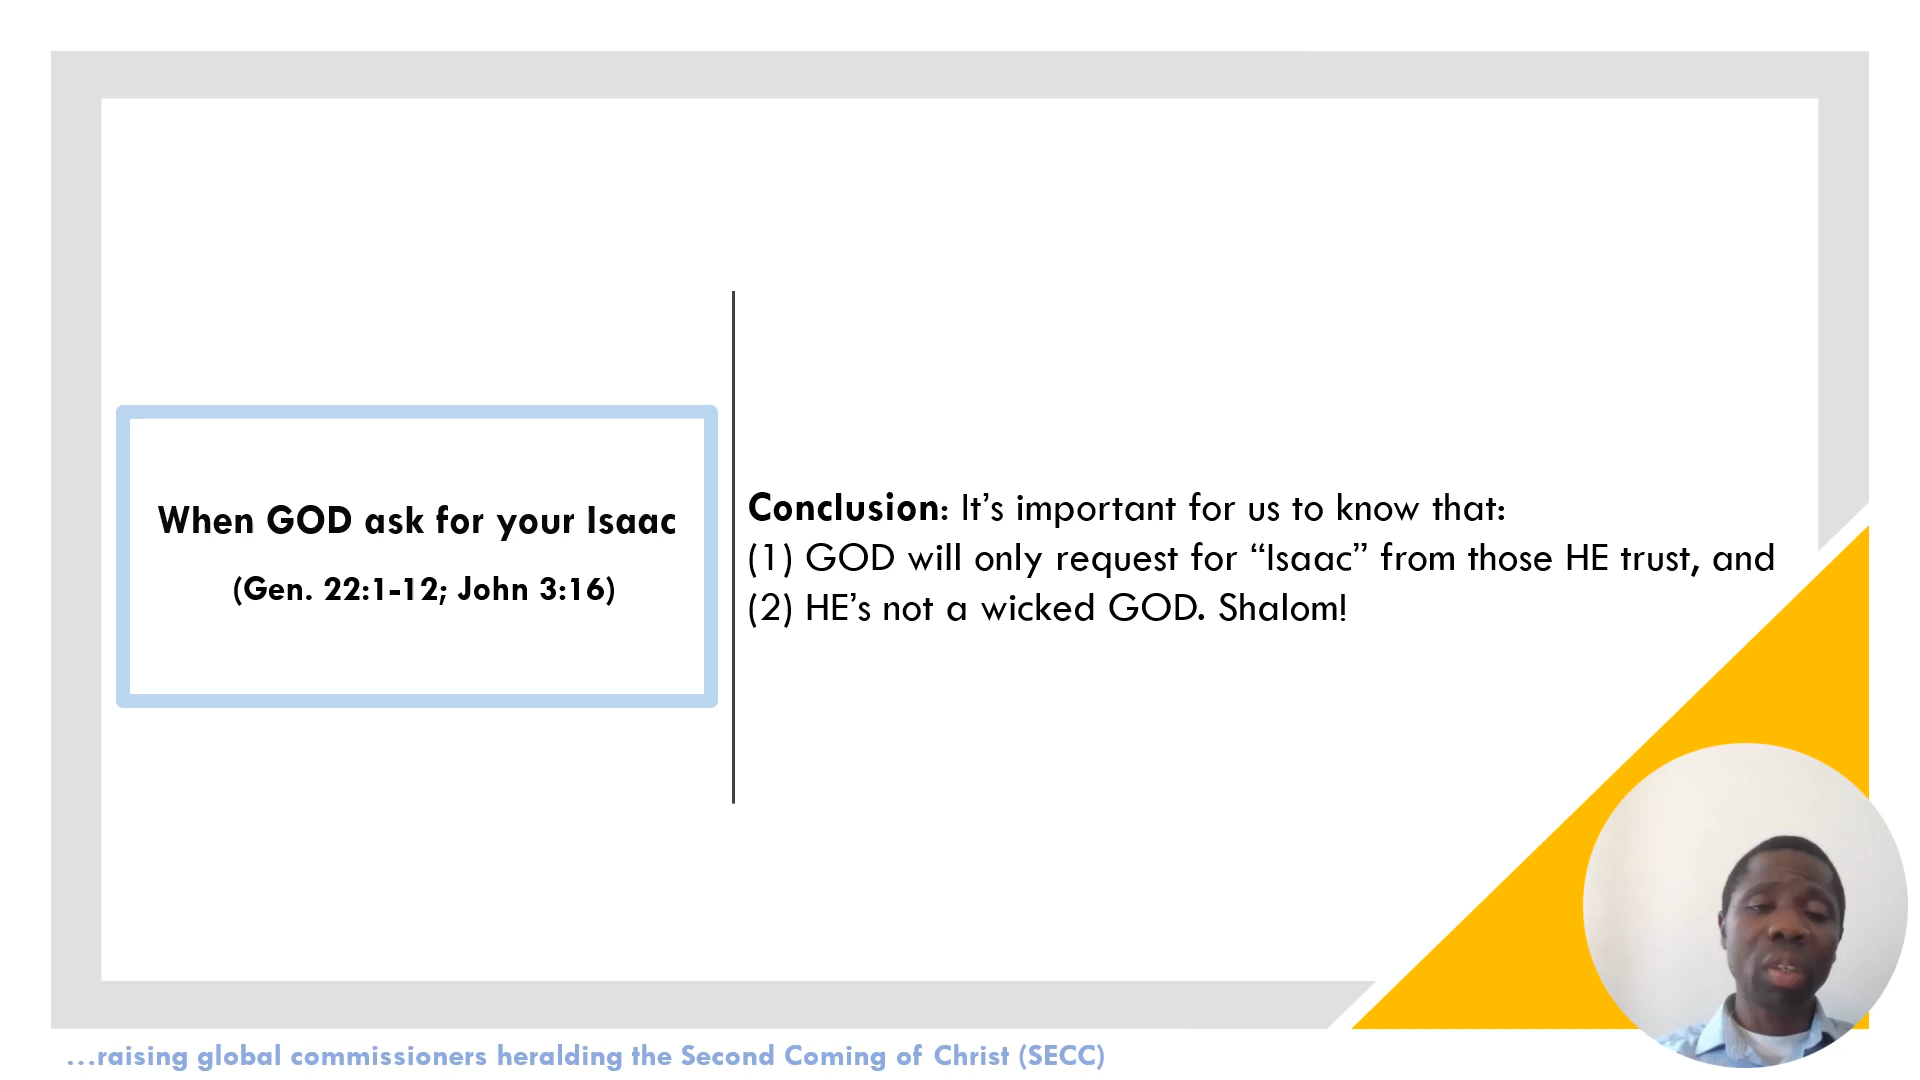 When GOD ask for your Isaac
(Gen. 22:1-12; John 3:16)
Conclusion: It’s important for us to know that:
(1) GOD will only request for “Isaac” from those HE trust, and
(2) HE’s not a wicked GOD. Shalom!
…raising global commissioners heralding the Second Coming of Christ (SECC)